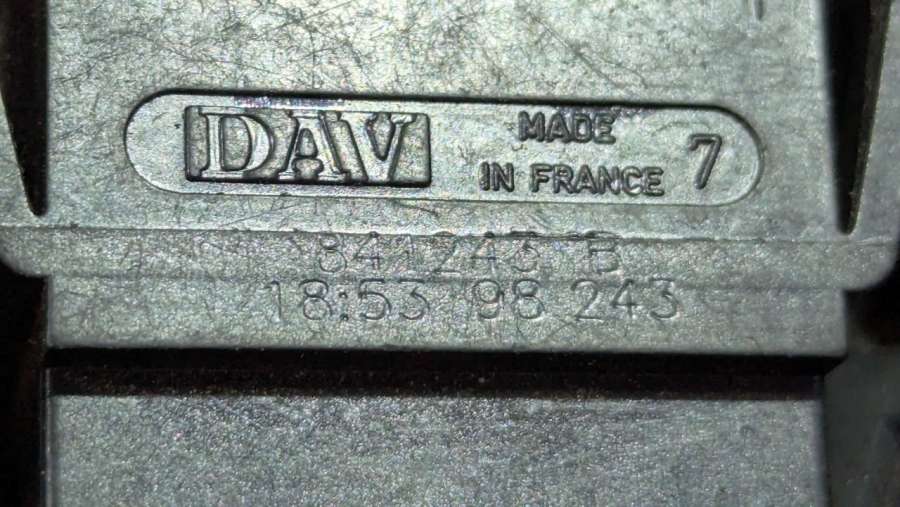 DAV
MADE
IN FRANCE
7
841243 B
18:53 98 243